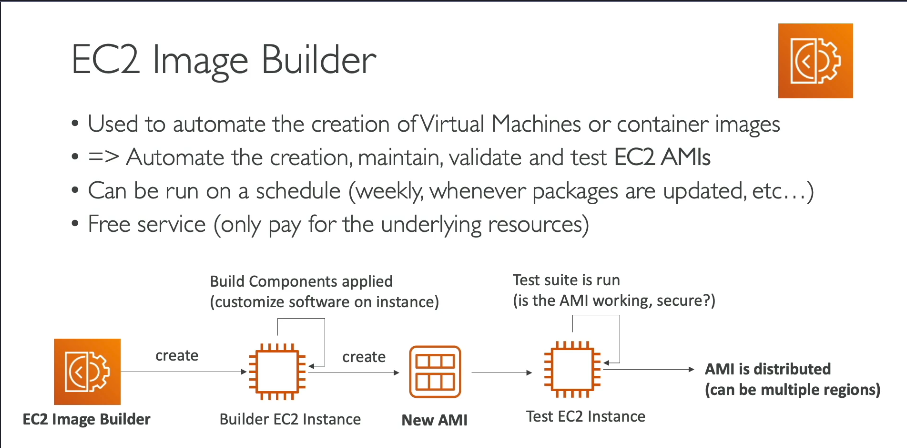 EC2 Image Builder
• Used to automate the creation of Virtual Machines or container images
• => Automate the creation, maintain, validate and test EC2 AMIs
• Can be run on a schedule (weekly, whenever packages are updated, etc…)
• Free service (only pay for the underlying resources)
Build Components applied
(customize software on instance)
Test suite is run
(is the AMI working, secure?)
create
create
AMI is distributed
(can be multiple regions)
EC2 Image Builder
Builder EC2 Instance
New AMI
Test EC2 Instance